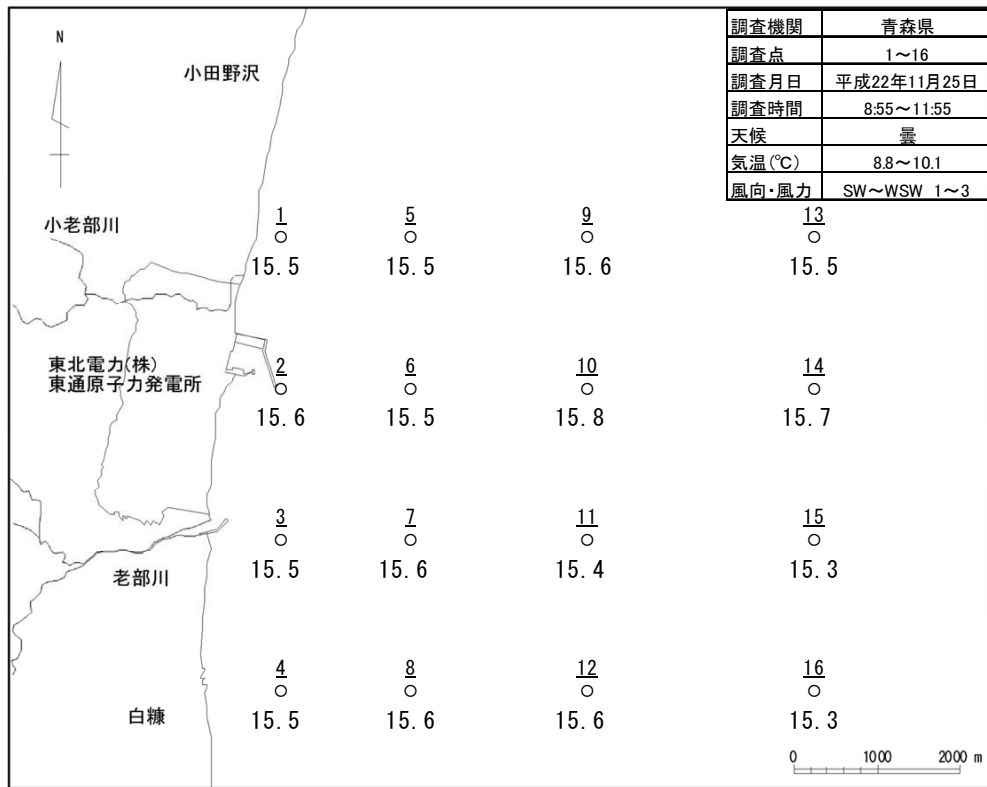 調査機関 青森県
調査点 1～16
調査月日 平成22年11月25日
調査時間 8:55～11:55
天候 曇
気温(℃) 8.8～10.1
風向・風力 SW～WSW 1～3
N
小田野沢
小老部川
1 5 9 13
15.5 15.5 15.6 15.5
東北電力(株)
東通原子力発電所
2 6 10 14
15.6 15.5 15.8 15.7
3 7 11 15
15.5 15.6 15.4 15.3
老部川
4 8 12 16
15.5 15.6 15.6 15.3
白糠
0 1000 2000 m